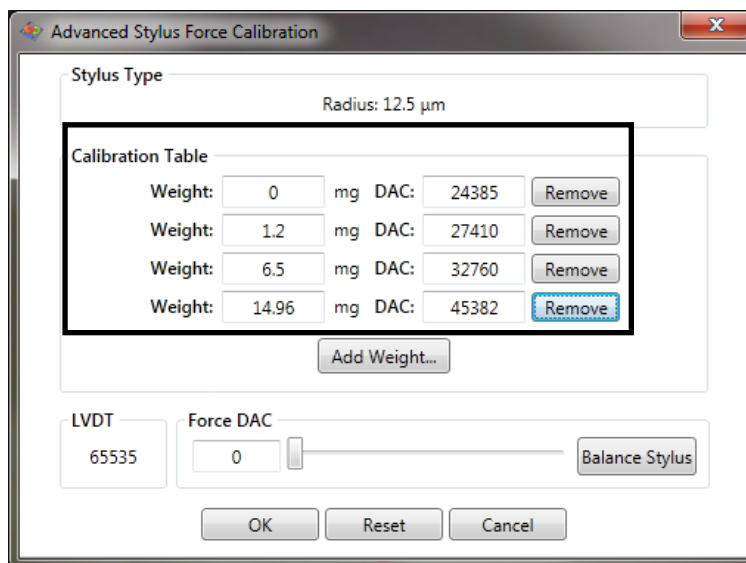 Advanced Stylus Force Calibration
X
Stylus Type
Radius: 12.5 µm
Calibration Table
Weight: 0 mg DAC: 24385 Remove
Weight: 1.2 mg DAC: 27410 Remove
Weight: 6.5 mg DAC: 32760 Remove
Weight: 14.96 mg DAC: 45382 Remove
Add Weight...
LVDT Force DAC
65535 0 Balance Stylus
OK Reset Cancel